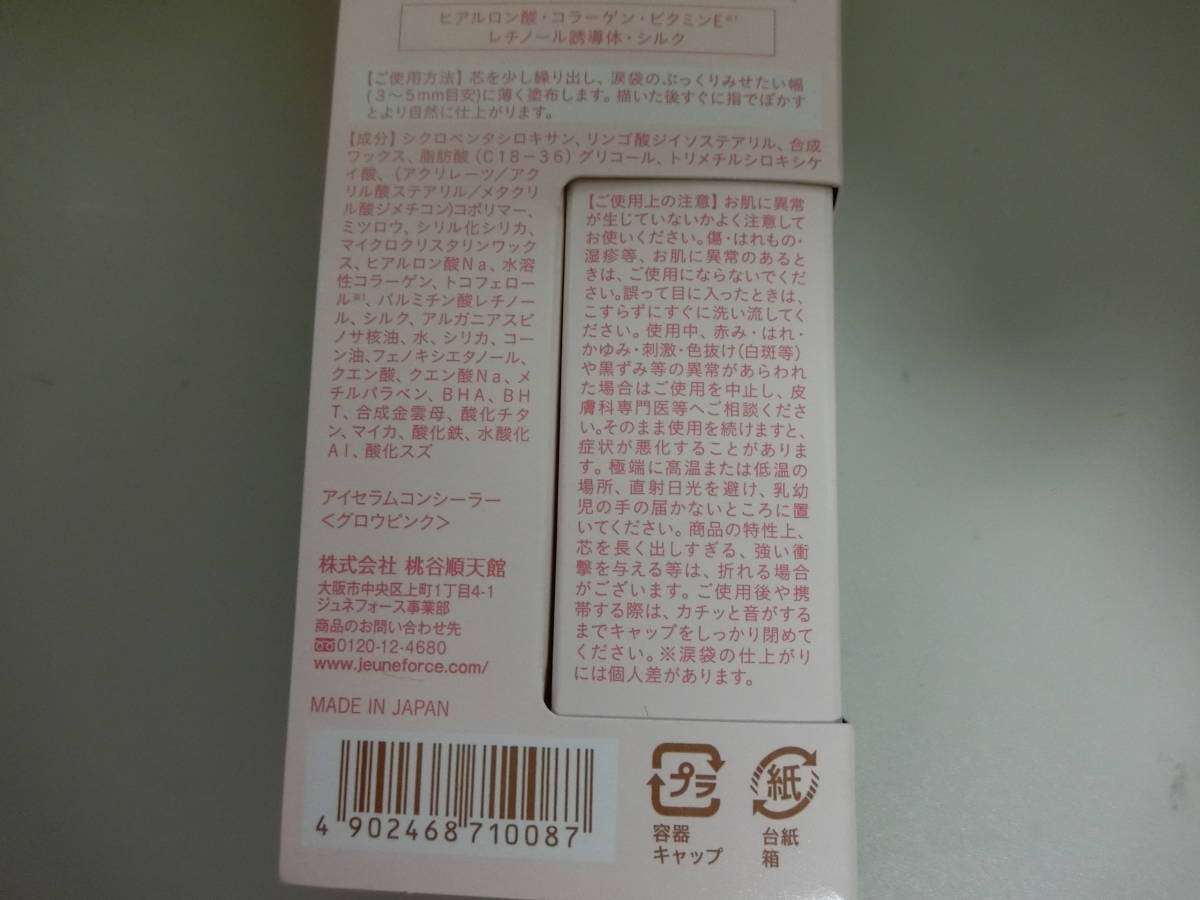 ヒアルロン酸・コラーゲン・ビタミンE※1
レチノール誘導体・シルク
【ご使用方法】芯を少し繰り出し、涙袋のぷっくりみせたい幅
(3～5mm目安)に薄く塗布します。描いた後すぐに指でぼかす
とより自然に仕上がります。
【成分】シクロペンタシロキサン、リンゴ酸ジイソステアリル、合成
ワックス、脂肪酸(C18-36)グリコール、トリメチルシロキシケ
イ酸、(アクリレーツ/アク
リル酸ステアリル/メタクリ
ル酸ジメチコン)コポリマー、
ミツロウ、シリル化シリカ、
マイクロクリスタリンワック
ス、ヒアルロン酸Na、水溶
性コラーゲン、トコフェロー
ル※1、パルミチン酸レチノー
ル、シルク、アルガニアスピ
ノサ核油、水、シリカ、コー
ン油、フェノキシエタノール、
クエン酸、クエン酸Na、メ
チルパラベン、BHA、BH
T、合成金雲母、酸化チタ
ン、マイカ、酸化鉄、水酸化
Al、酸化スズ
アイセラムコンシーラー
<グロウピンク>
株式会社 桃谷順天館
大阪市中央区上町1丁目4-1
ジュネフォース事業部
商品のお問い合わせ先
0120-12-4680
www.jeuneforce.com/
MADE IN JAPAN
【ご使用上の注意】お肌に異常
が生じていないかよく注意して
お使いください。傷・はれもの・
湿疹等、お肌に異常のあると
きは、ご使用にならないでくだ
さい。誤って目に入ったときは、
こすらずにすぐに洗い流してく
ださい。使用中、赤み・はれ・
かゆみ・刺激・色抜け(白斑等)
や黒ずみ等の異常があらわれ
た場合はご使用を中止し、皮
膚科専門医等へご相談くださ
い。そのまま使用を続けますと、
症状が悪化することがありま
す。極端に高温または低温の
場所、直射日光を避け、乳幼
児の手の届かないところに置
いてください。商品の特性上、
芯を長く出しすぎる、強い衝
撃を与える等は、折れる場合
がございます。ご使用後や携
帯する際は、カチッと音がする
までキャップをしっかり閉めて
ください。※涙袋の仕上がり
には個人差があります。
4 902468 710087
プラ
容器
キャップ
紙
台紙
箱